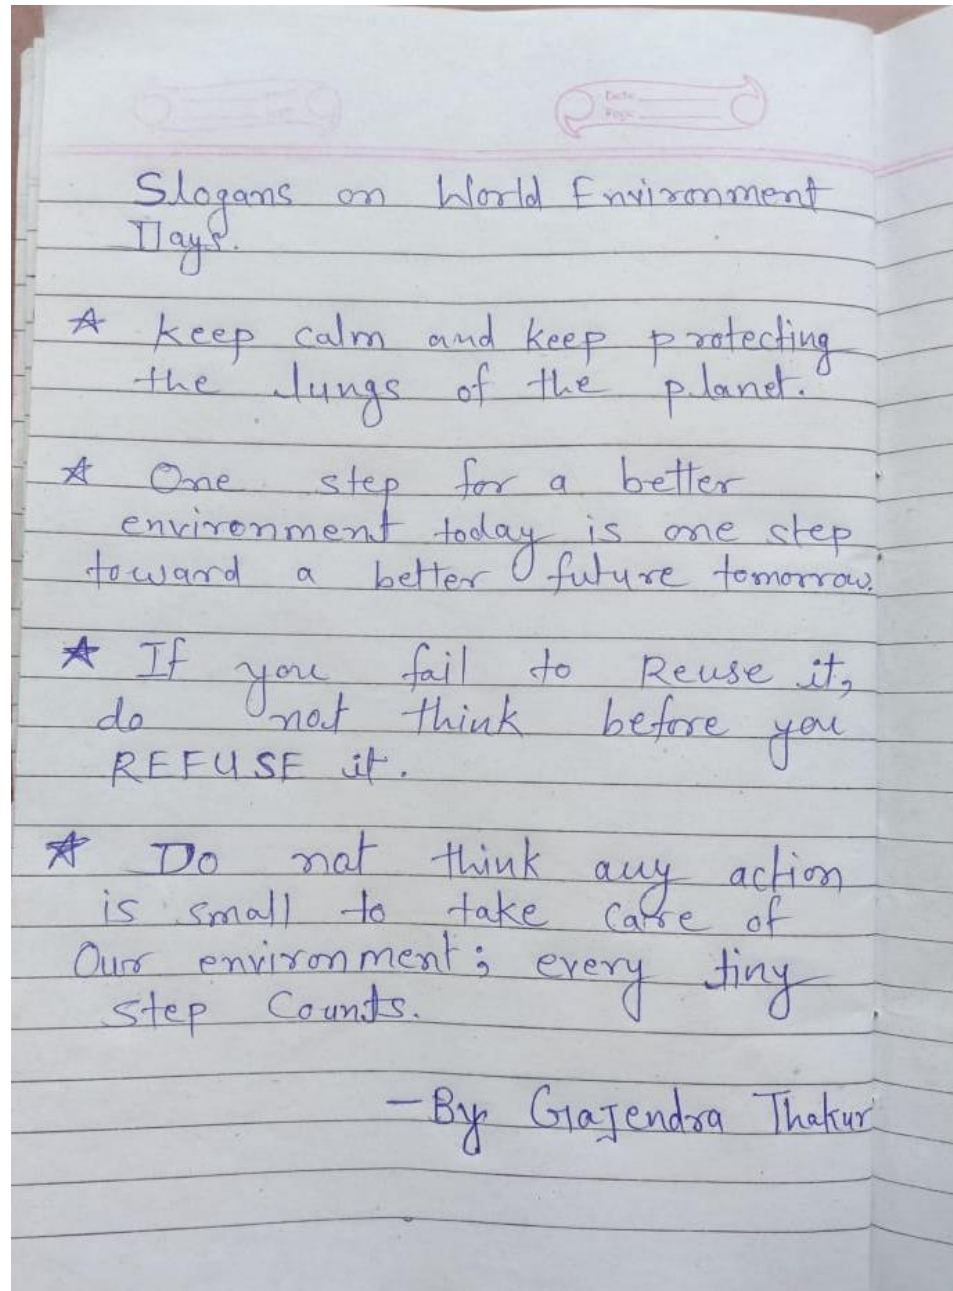 Date
Page
Slogans on World Environment
Days.
☆ keep calm and keep protecting
the lungs of the planet.
☆ One step for a better
environment today is one step
toward a better future tomorrow.
☆ If you fail to Reuse it,
do not think before you
REFUSE it.
☆ Do not think any action
is small to take care of
Our environment; every tiny
step Counts.
-By Gajendra Thakur